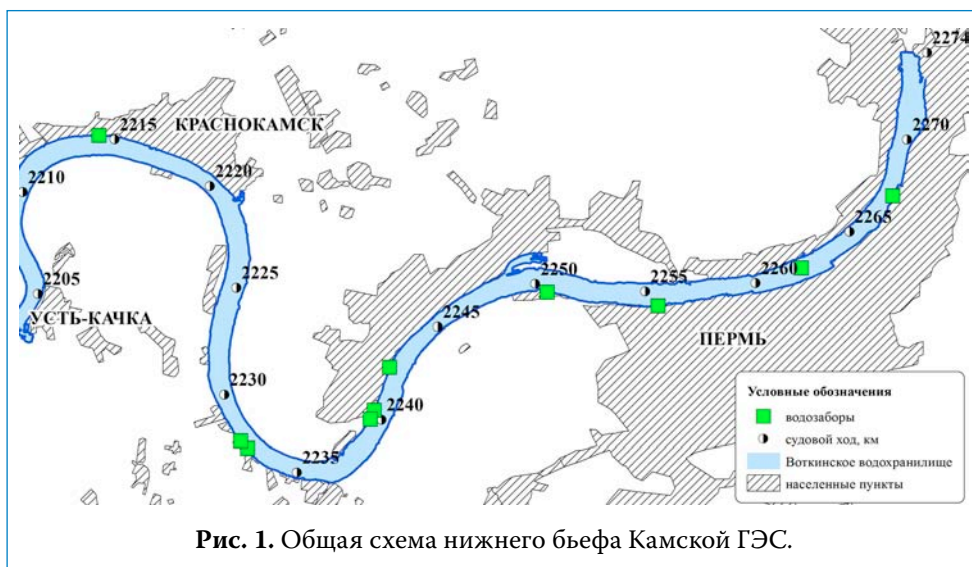 2274
2215
КРАСНОКАМСК
2270
2220
2210
2265
2205
2225
2250
2255
2260
УСТЬ-КАЧКА
2245
ПЕРМЬ
2230
2240
2235
Условные обозначения
водозаборы
судовой ход, км
Воткинское водохранилище
населенные пункты
Рис. 1. Общая схема нижнего бьефа Камской ГЭС.